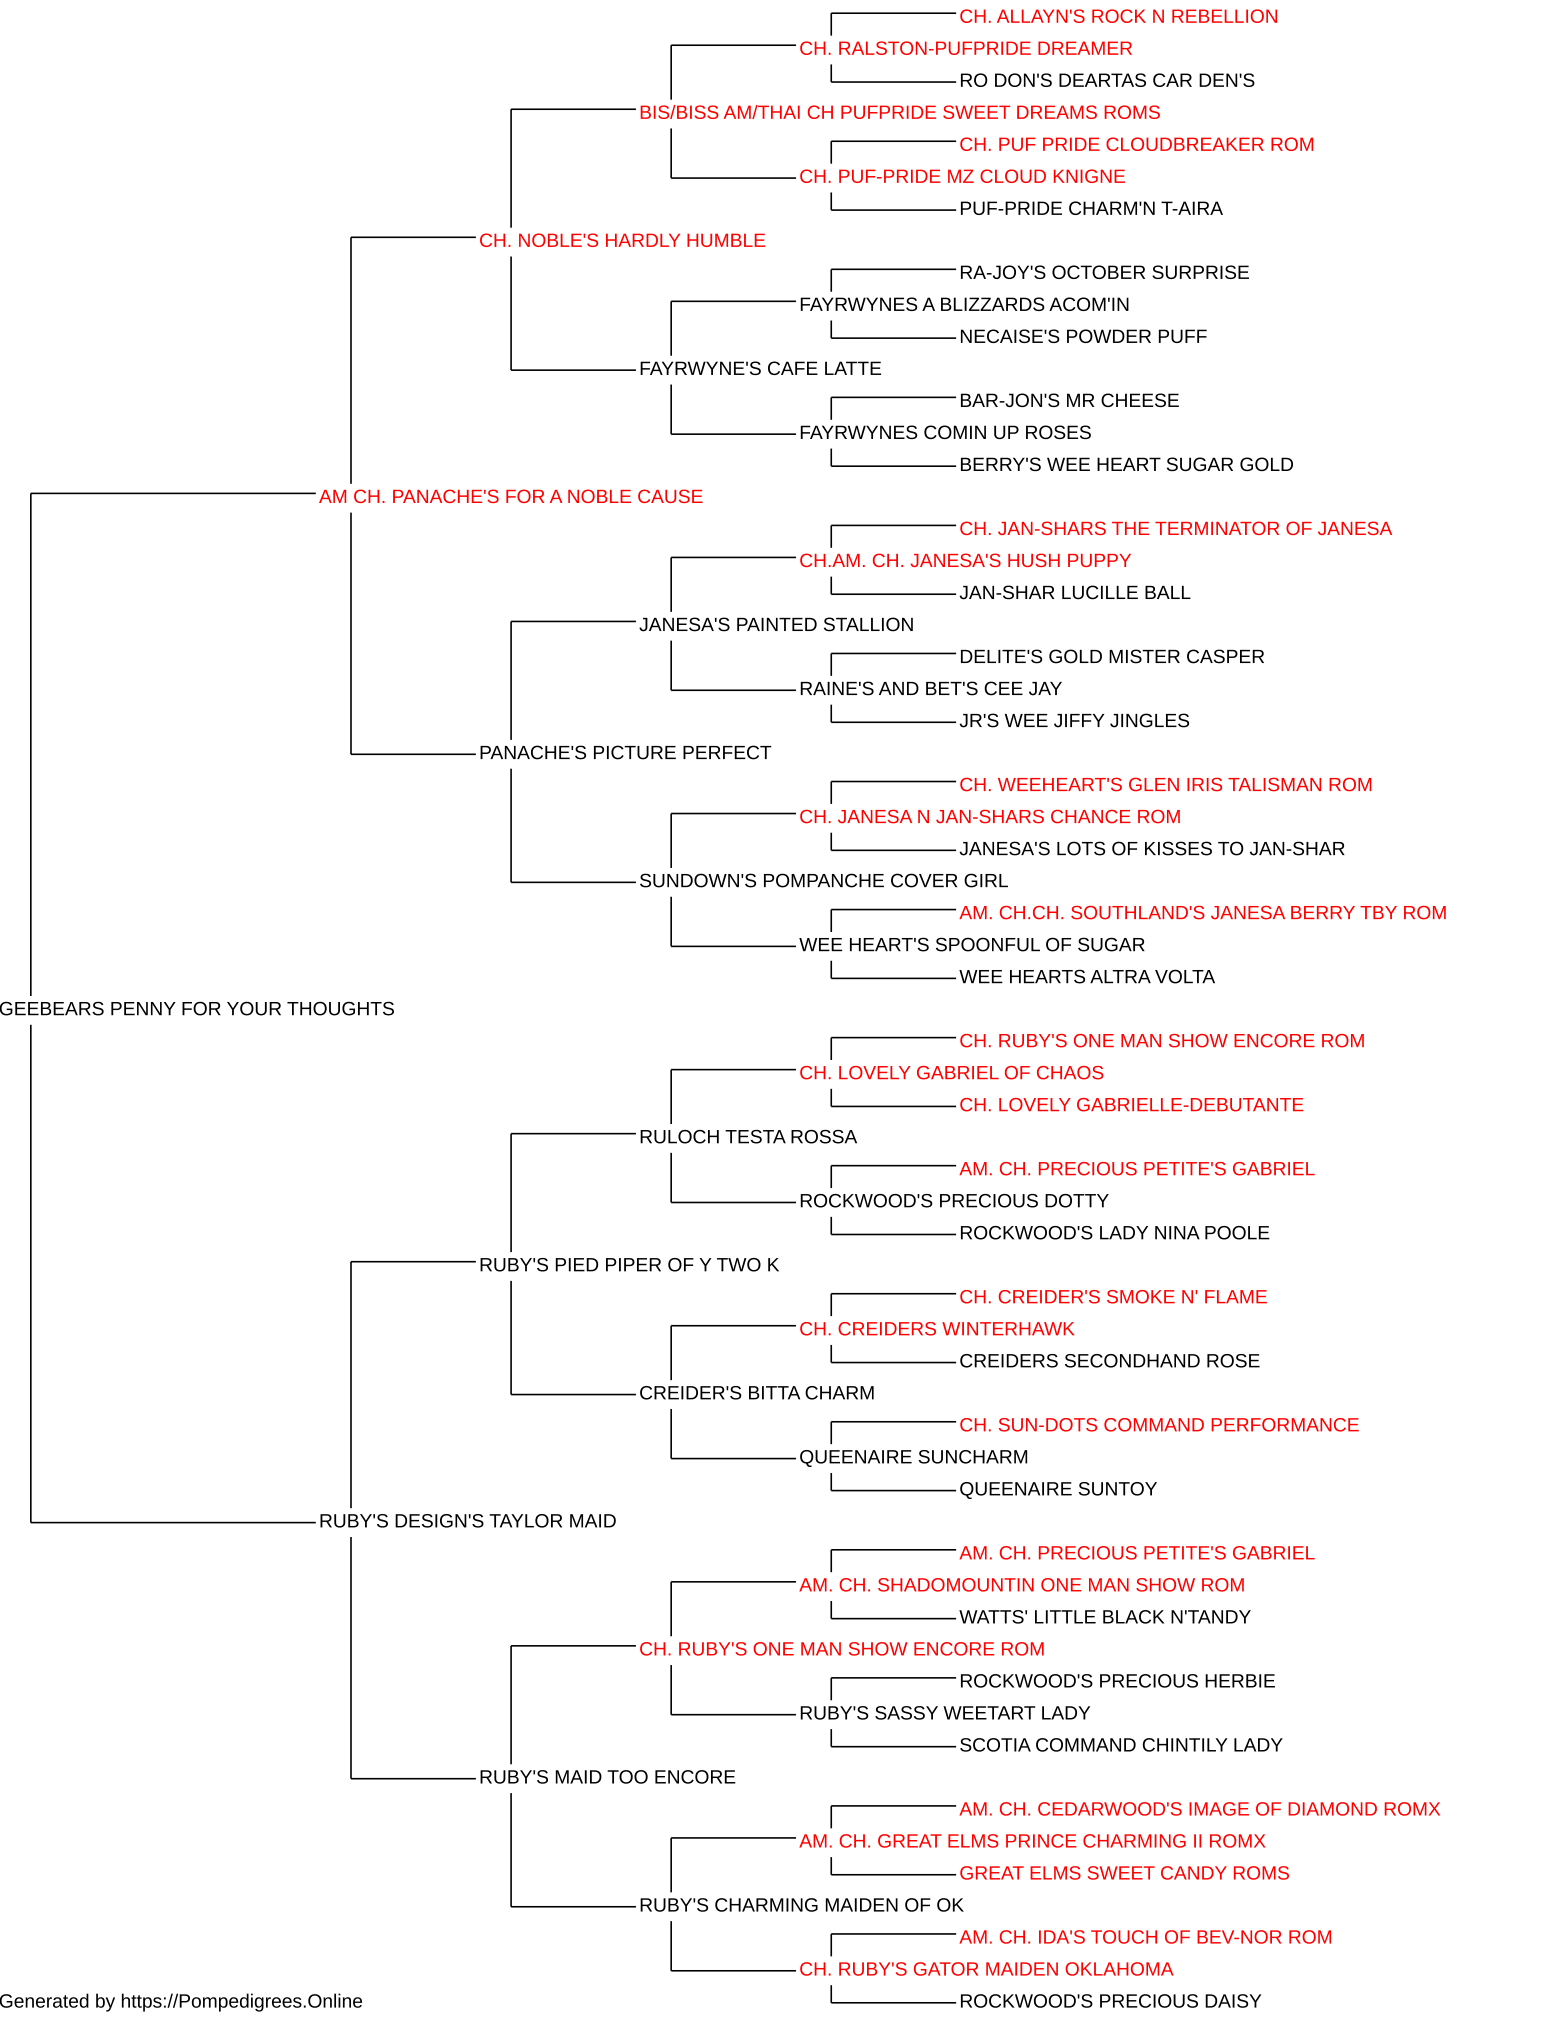 CH. ALLAYN'S ROCK N REBELLION
CH. RALSTON-PUFPRIDE DREAMER
RO DON'S DEARTAS CAR DEN'S
BIS/BISS AM/THAI CH PUFPRIDE SWEET DREAMS ROMS
CH. PUF PRIDE CLOUDBREAKER ROM
CH. PUF-PRIDE MZ CLOUD KNIGNE
PUF-PRIDE CHARM'N T-AIRA
CH. NOBLE'S HARDLY HUMBLE
RA-JOY'S OCTOBER SURPRISE
FAYRWYNES A BLIZZARDS ACOM'IN
NECAISE'S POWDER PUFF
FAYRWYNE'S CAFE LATTE
BAR-JON'S MR CHEESE
FAYRWYNES COMIN UP ROSES
BERRY'S WEE HEART SUGAR GOLD
AM CH. PANACHE'S FOR A NOBLE CAUSE
CH. JAN-SHARS THE TERMINATOR OF JANESA
CH.AM. CH. JANESA'S HUSH PUPPY
JAN-SHAR LUCILLE BALL
JANESA'S PAINTED STALLION
DELITE'S GOLD MISTER CASPER
RAINE'S AND BET'S CEE JAY
JR'S WEE JIFFY JINGLES
PANACHE'S PICTURE PERFECT
CH. WEEHEART'S GLEN IRIS TALISMAN ROM
CH. JANESA N JAN-SHARS CHANCE ROM
JANESA'S LOTS OF KISSES TO JAN-SHAR
SUNDOWN'S POMPANCHE COVER GIRL
AM. CH.CH. SOUTHLAND'S JANESA BERRY TBY ROM
WEE HEART'S SPOONFUL OF SUGAR
WEE HEARTS ALTRA VOLTA
GEEBEARS PENNY FOR YOUR THOUGHTS
CH. RUBY'S ONE MAN SHOW ENCORE ROM
CH. LOVELY GABRIEL OF CHAOS
CH. LOVELY GABRIELLE-DEBUTANTE
RULOCH TESTA ROSSA
AM. CH. PRECIOUS PETITE'S GABRIEL
ROCKWOOD'S PRECIOUS DOTTY
ROCKWOOD'S LADY NINA POOLE
RUBY'S PIED PIPER OF Y TWO K
CH. CREIDER'S SMOKE N' FLAME
CH. CREIDERS WINTERHAWK
CREIDERS SECONDHAND ROSE
CREIDER'S BITTA CHARM
CH. SUN-DOTS COMMAND PERFORMANCE
QUEENAIRE SUNCHARM
QUEENAIRE SUNTOY
RUBY'S DESIGN'S TAYLOR MAID
AM. CH. PRECIOUS PETITE'S GABRIEL
AM. CH. SHADOMOUNTIN ONE MAN SHOW ROM
WATTS' LITTLE BLACK N'TANDY
CH. RUBY'S ONE MAN SHOW ENCORE ROM
ROCKWOOD'S PRECIOUS HERBIE
RUBY'S SASSY WEETART LADY
SCOTIA COMMAND CHINTILY LADY
RUBY'S MAID TOO ENCORE
AM. CH. CEDARWOOD'S IMAGE OF DIAMOND ROMX
AM. CH. GREAT ELMS PRINCE CHARMING II ROMX
GREAT ELMS SWEET CANDY ROMS
RUBY'S CHARMING MAIDEN OF OK
AM. CH. IDA'S TOUCH OF BEV-NOR ROM
CH. RUBY'S GATOR MAIDEN OKLAHOMA
ROCKWOOD'S PRECIOUS DAISY
Generated by https://Pompedigrees.Online